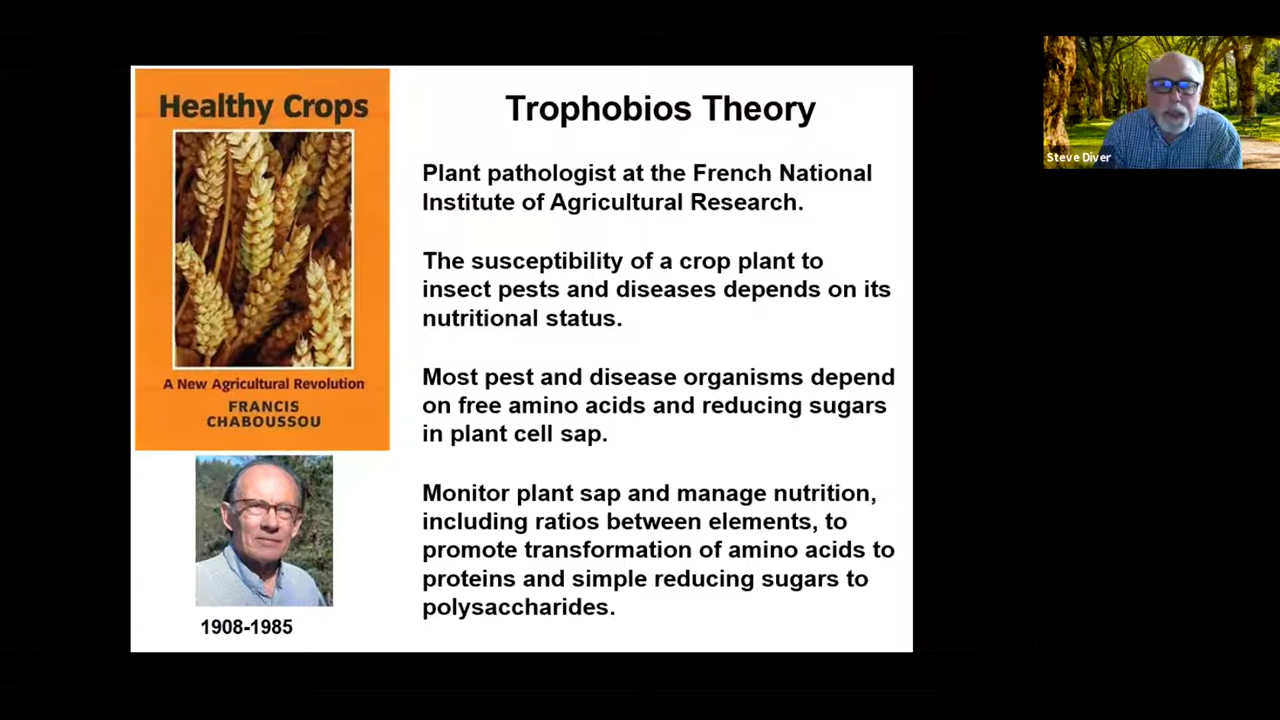 Healthy Crops
A New Agricultural Revolution
FRANCIS
CHABOUSSOU
1908-1985
Trophobios Theory
Plant pathologist at the French National
Institute of Agricultural Research.
The susceptibility of a crop plant to
insect pests and diseases depends on its
nutritional status.
Most pest and disease organisms depend
on free amino acids and reducing sugars
in plant cell sap.
Monitor plant sap and manage nutrition,
including ratios between elements, to
promote transformation of amino acids to
proteins and simple reducing sugars to
polysaccharides.
Steve Diver